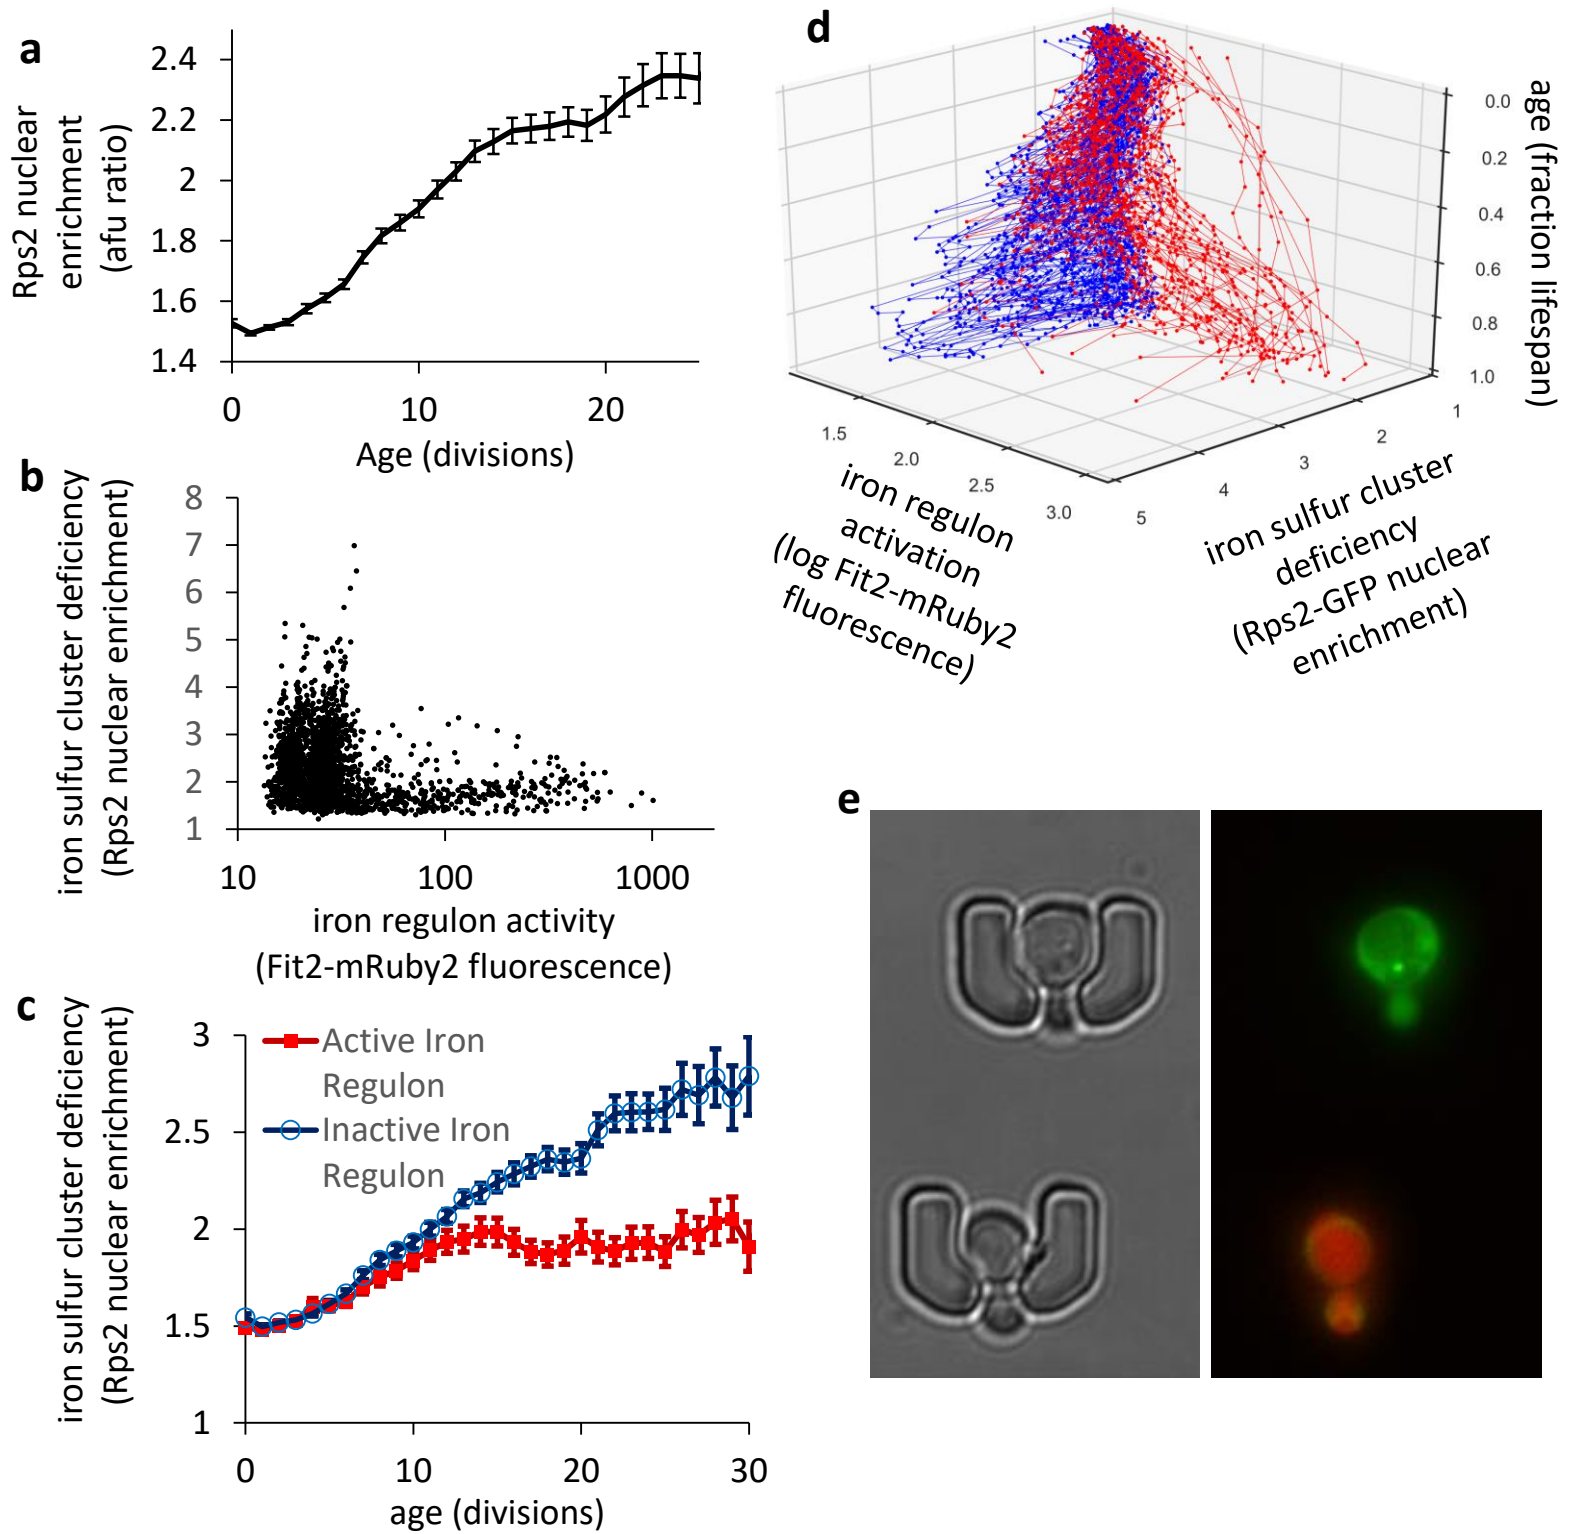 a
Rps2 nuclear
enrichment
(afu ratio)
2.4
2.2
2
1.8
1.6
1.4
0
10
20
Age (divisions)
b
iron sulfur cluster deficiency
(Rps2 nuclear enrichment)
8
7
6
5
4
3
2
1
10
100
1000
iron regulon activity
(Fit2-mRuby2 fluorescence)
c
iron sulfur cluster deficiency
(Rps2 nuclear enrichment)
3
2.5
2
1.5
1
Active Iron
Regulon
Inactive Iron
Regulon
0
10
20
30
age (divisions)
d
0.0
0.2
0.4
0.6
0.8
1.0
age (fraction lifespan)
1.5
2.0
2.5
3.0
iron regulon
activation
(log Fit2-mRuby2
fluorescence)
5
4
3
2
1
iron sulfur cluster
deficiency
(Rps2-GFP nuclear
enrichment)
e